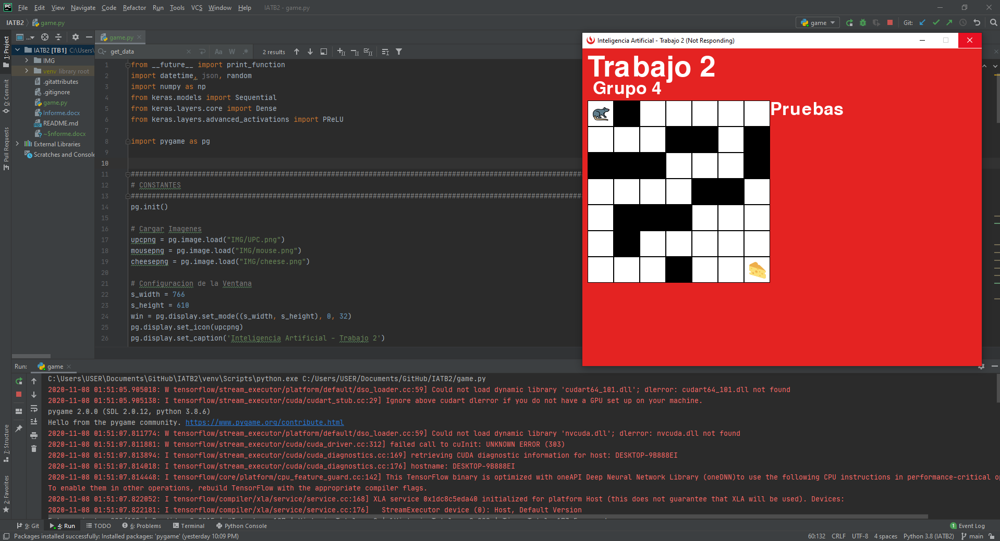 File Edit View Navigate Code Refactor Run Tools VCS Window Help IATB2 - game.py
IATB2 game.py game Git:
1: Project
0: Commit
Pull Requests
7: Structure
2: Favorites
... game.py
IATB2 [TB1] C:\Users\
IMG
venv library root
.gitattributes
.gitignore
game.py
Informe.docx
README.md
~$nforme.docx
External Libraries
Scratches and Console
get_data Aa W .* 2 results
1 from __future__ import print_function
2 import datetime, json, random
3 import numpy as np
4 from keras.models import Sequential
5 from keras.layers.core import Dense
6 from keras.layers.advanced_activations import PReLU
7
8 import pygame as pg
9
10
11
12 # CONSTANTES
13
14 pg.init()
15
16 # Cargar Imagenes
17 upcpng = pg.image.load("IMG/UPC.png")
18 mousepng = pg.image.load("IMG/mouse.png")
19 cheesepng = pg.image.load("IMG/cheese.png")
20
21 # Configuracion de la Ventana
22 s_width = 766
23 s_height = 610
24 win = pg.display.set_mode((s_width, s_height), 0, 32)
25 pg.display.set_icon(upcpng)
26 pg.display.set_caption('Inteligencia Artificial - Trabajo 2')
Inteligencia Artificial - Trabajo 2 (Not Responding)
Trabajo 2
Grupo 4
Pruebas
Run: game
C:\Users\USER\Documents\GitHub\IATB2\venv\Scripts\python.exe C:/Users/USER/Documents/GitHub/IATB2/game.py
2020-11-08 01:51:05.905018: W tensorflow/stream_executor/platform/default/dso_loader.cc:59] Could not load dynamic library 'cudart64_101.dll'; dlerror: cudart64_101.dll not found
2020-11-08 01:51:05.905138: I tensorflow/stream_executor/cuda/cudart_stub.cc:29] Ignore above cudart dlerror if you do not have a GPU set up on your machine.
pygame 2.0.0 (SDL 2.0.12, python 3.8.6)
Hello from the pygame community. https://www.pygame.org/contribute.html
2020-11-08 01:51:07.811774: W tensorflow/stream_executor/platform/default/dso_loader.cc:59] Could not load dynamic library 'nvcuda.dll'; dlerror: nvcuda.dll not found
2020-11-08 01:51:07.811881: W tensorflow/stream_executor/cuda/cuda_driver.cc:312] failed call to cuInit: UNKNOWN ERROR (303)
2020-11-08 01:51:07.813894: I tensorflow/stream_executor/cuda/cuda_diagnostics.cc:169] retrieving CUDA diagnostic information for host: DESKTOP-9B888EI
2020-11-08 01:51:07.814018: I tensorflow/stream_executor/cuda/cuda_diagnostics.cc:176] hostname: DESKTOP-9B888EI
2020-11-08 01:51:07.814448: I tensorflow/core/platform/cpu_feature_guard.cc:142] This TensorFlow binary is optimized with oneAPI Deep Neural Network Library (oneDNN)to use the following CPU instructions in performance-critical op
To enable them in other operations, rebuild TensorFlow with the appropriate compiler flags.
2020-11-08 01:51:07.822052: I tensorflow/compiler/xla/service/service.cc:168] XLA service 0x1dc8c5eda40 initialized for platform Host (this does not guarantee that XLA will be used). Devices:
2020-11-08 01:51:07.822181: I tensorflow/compiler/xla/service/service.cc:176] StreamExecutor device (0): Host, Default Version
9: Git 4: Run TODO 6: Problems Terminal Python Console 1 Event Log
Packages installed successfully: Installed packages: 'pygame' (yesterday 10:09 PM) 60:132 CRLF UTF-8 4 spaces Python 3.8 (IATB2) main